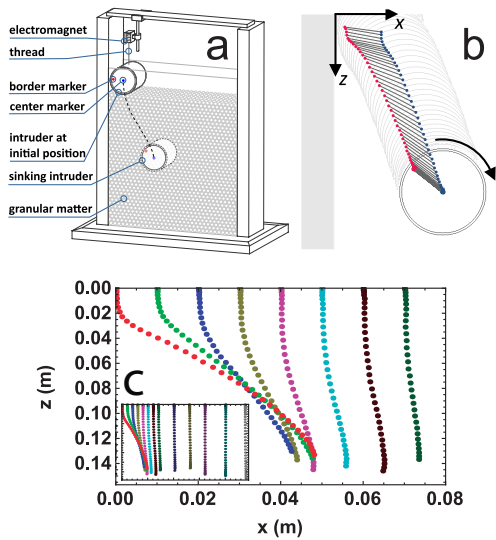 a
electromagnet
thread
border marker
center marker
intruder at
initial position
sinking intruder
granular matter
b
x
z
c
0.00
0.02
0.04
0.06
0.08
0.10
0.12
0.14
z (m)
0.00 0.02 0.04 0.06 0.08
x (m)